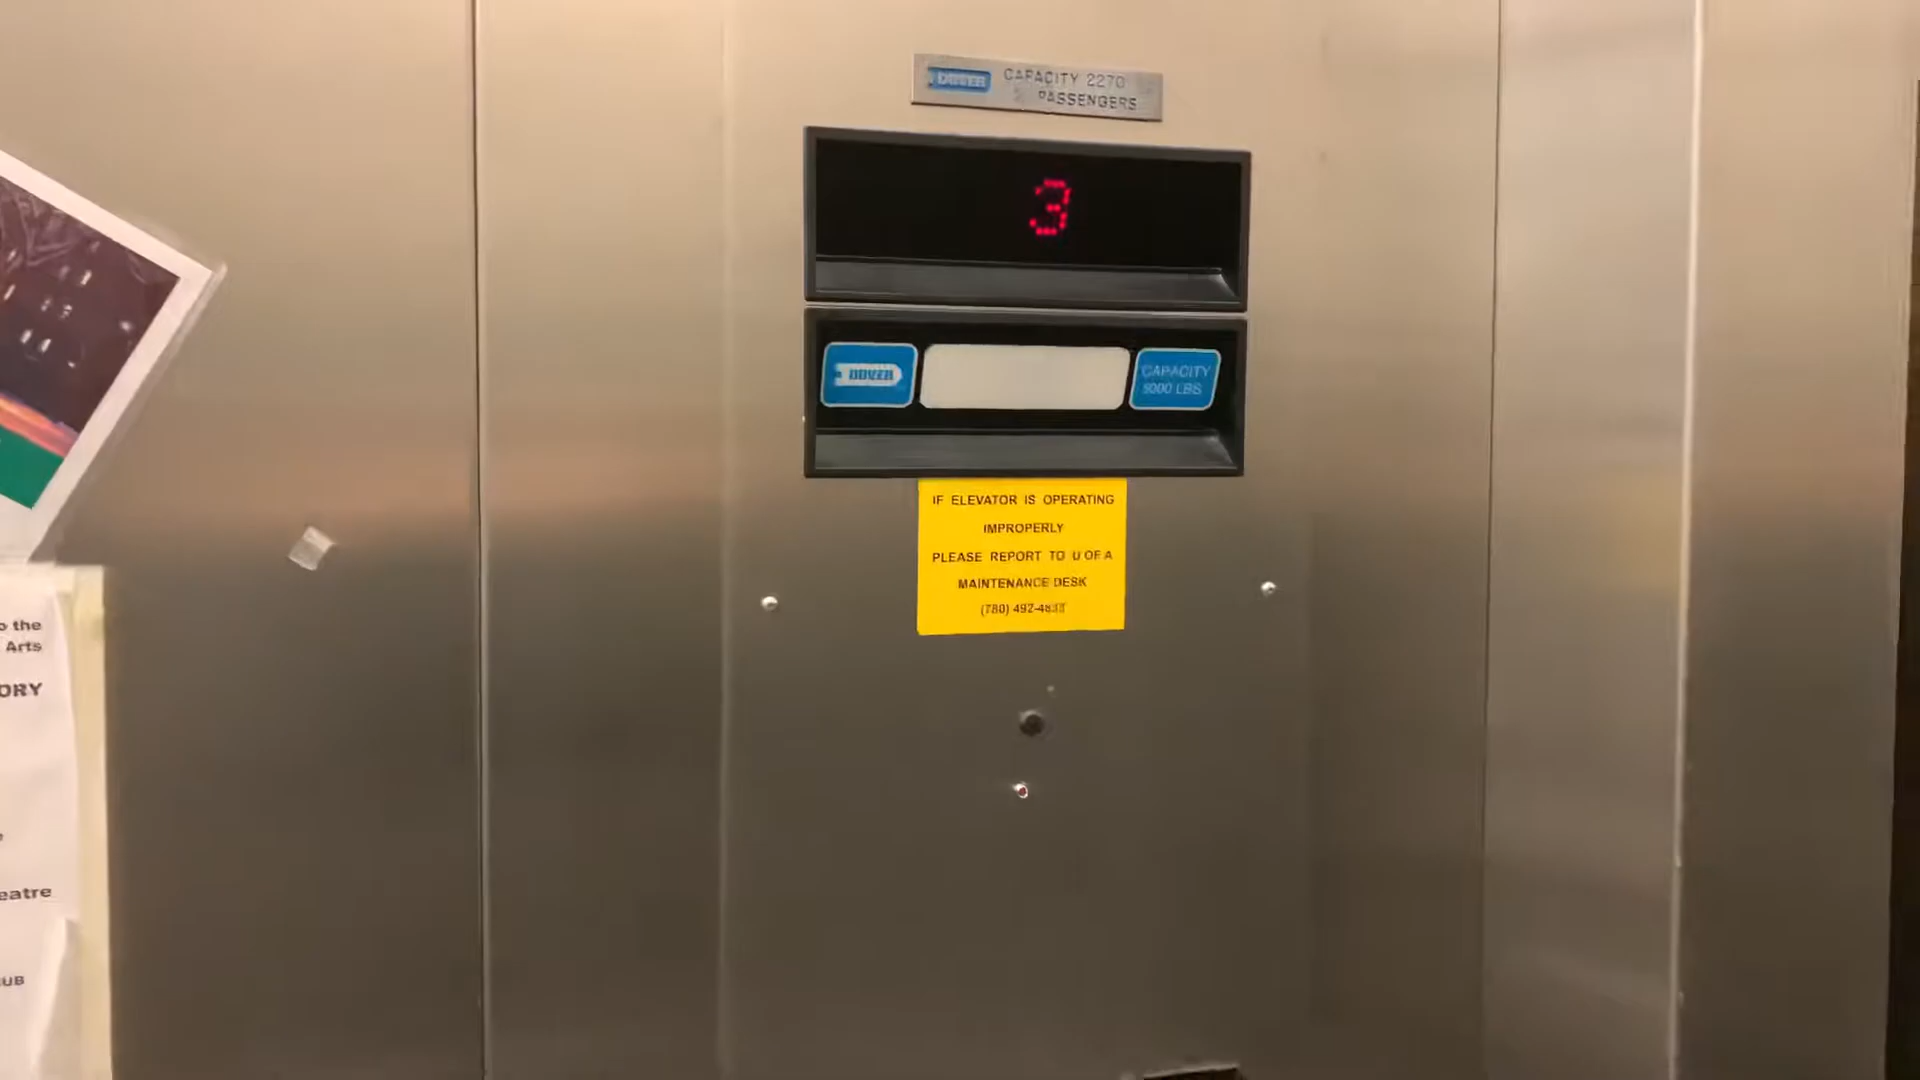 DOVER CAPACITY 2270
PASSENGERS
3
DOVER
CAPACITY
5000 LBS
IF ELEVATOR IS OPERATING
IMPROPERLY
PLEASE REPORT TO U OF A
MAINTENANCE DESK
(780)
o the
Arts
ORY
eatre
UB